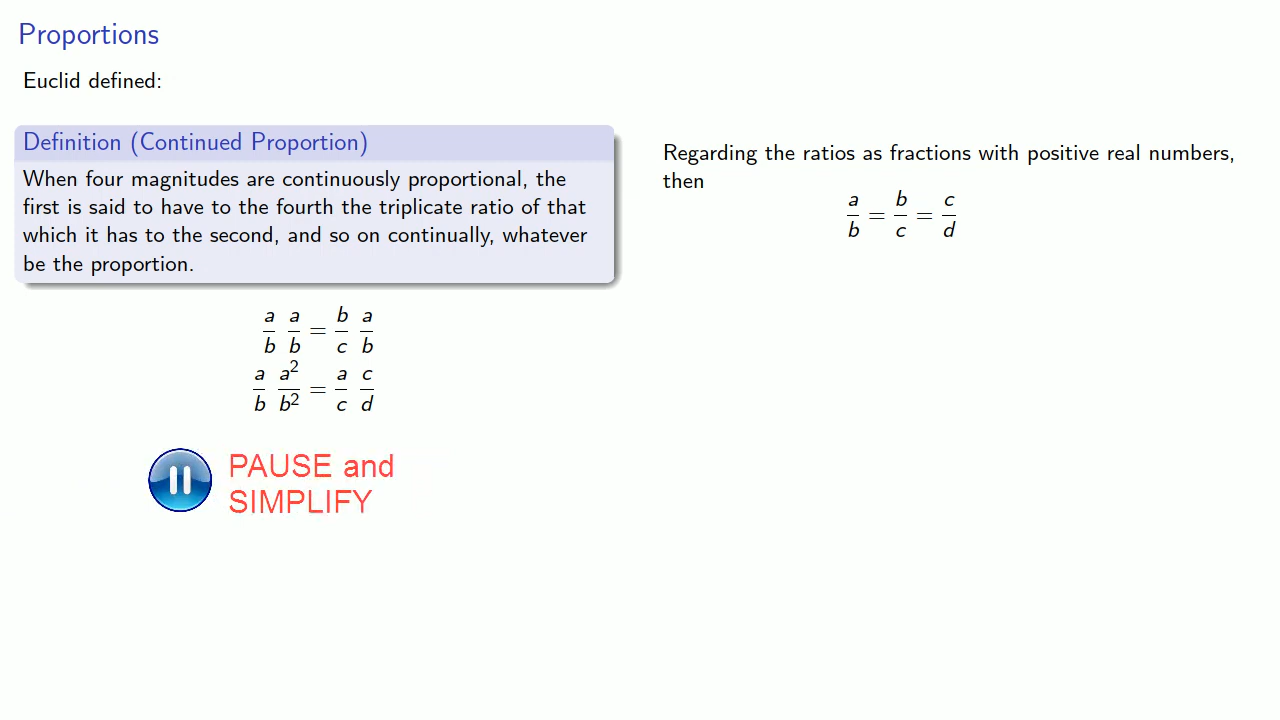 Proportions
Euclid defined:
Definition (Continued Proportion)
When four magnitudes are continuously proportional, the
first is said to have to the fourth the triplicate ratio of that
which it has to the second, and so on continually, whatever
be the proportion.
a/b a/b = b/c a/b
a/b a²/b² = a/c c/d
PAUSE and
SIMPLIFY
Regarding the ratios as fractions with positive real numbers,
then
a/b = b/c = c/d